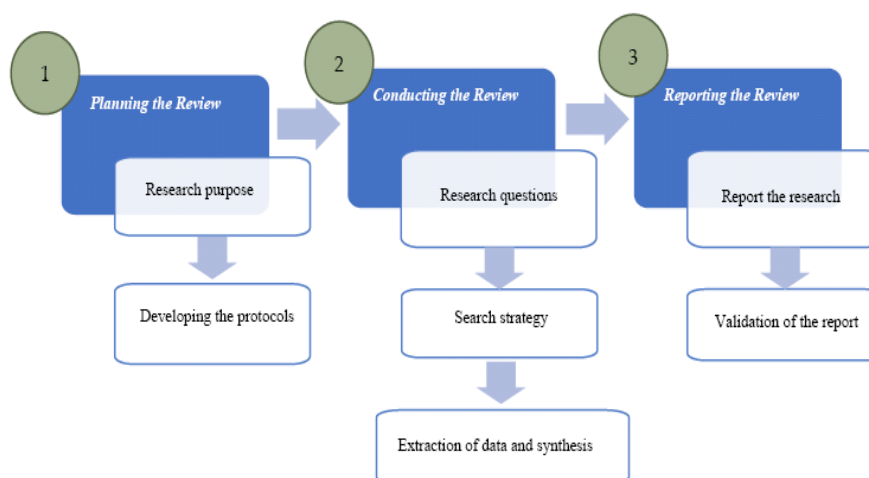 1
Planning the Review
Research purpose
Developing the protocols
2
Conducting the Review
Research questions
Search strategy
Extraction of data and synthesis
3
Reporting the Review
Report the research
Validation of the report